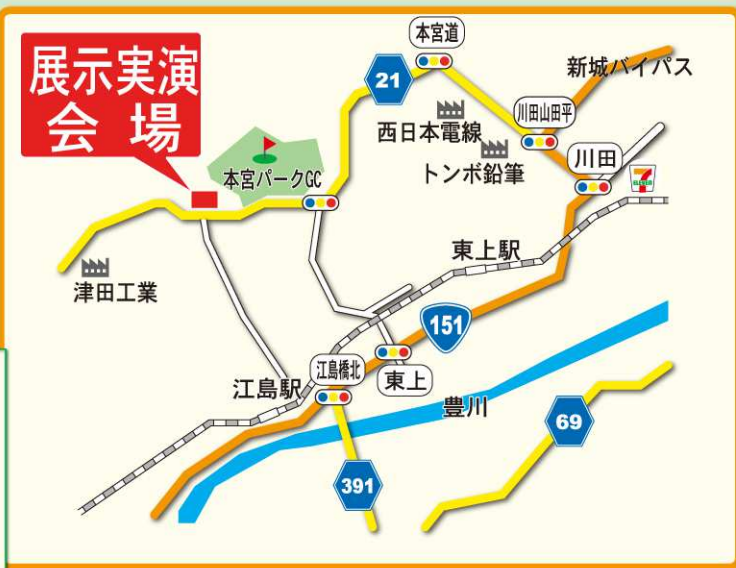 展示実演
会場
本宮道
21
新城バイパス
西日本電線
川田山田平
トンボ鉛筆
川田
7
ELEVEn
本宮パークGC
東上駅
津田工業
151
江島橋北
東上
江島駅
豊川
69
391